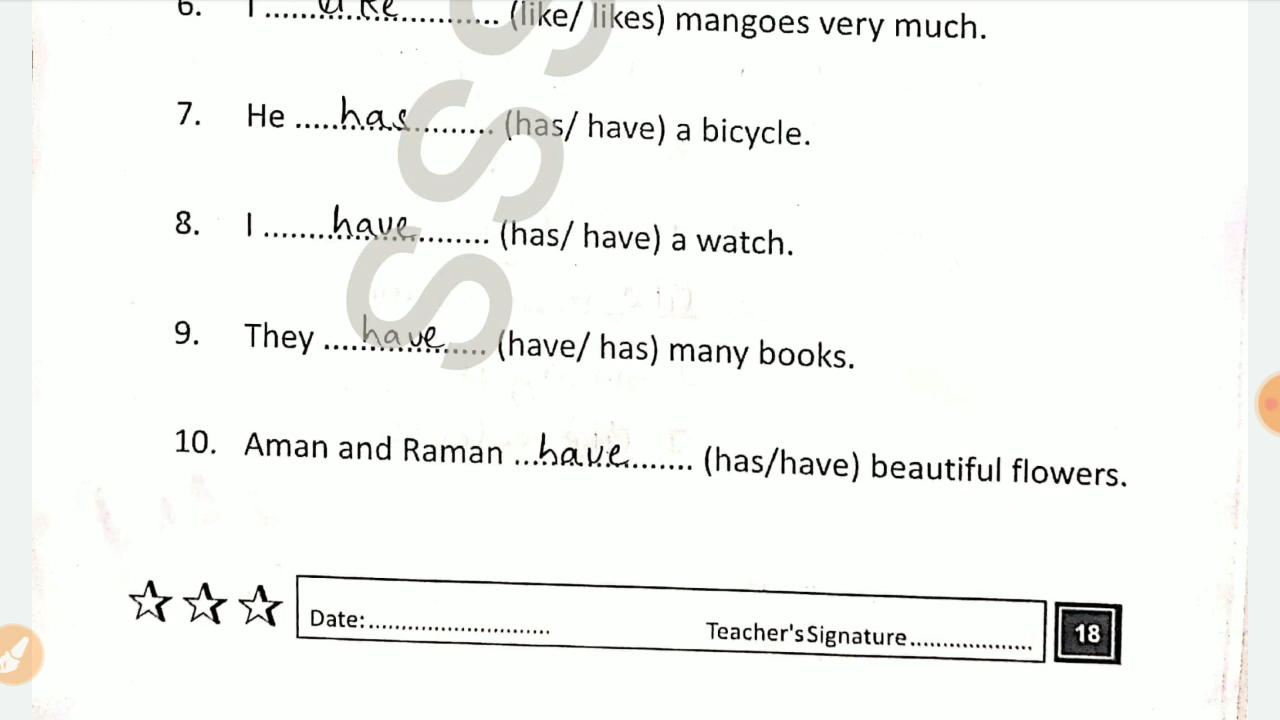 6. I ......like............ (like/ likes) mangoes very much.
7. He .....has.......... (has/ have) a bicycle.
8. I .......have......... (has/ have) a watch.
9. They .....have...... (have/ has) many books.
10. Aman and Raman ...have........ (has/have) beautiful flowers.
Date:............................ Teacher's Signature................... 18